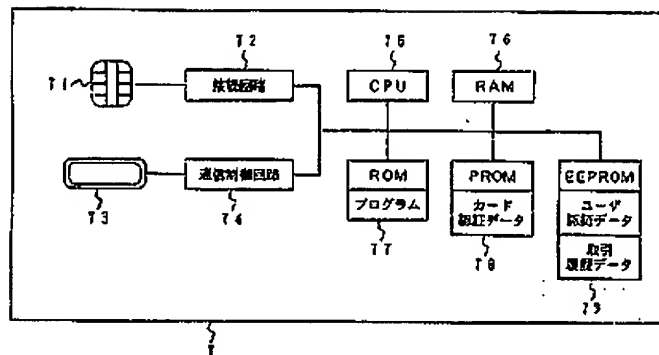 72
75
76
71
接続回路
CPU
RAM
通信制御回路
73
74
ROM
プログラム
77
PROM
カード
認証データ
78
EEPROM
ユーザ
認証データ
取引
履歴データ
79